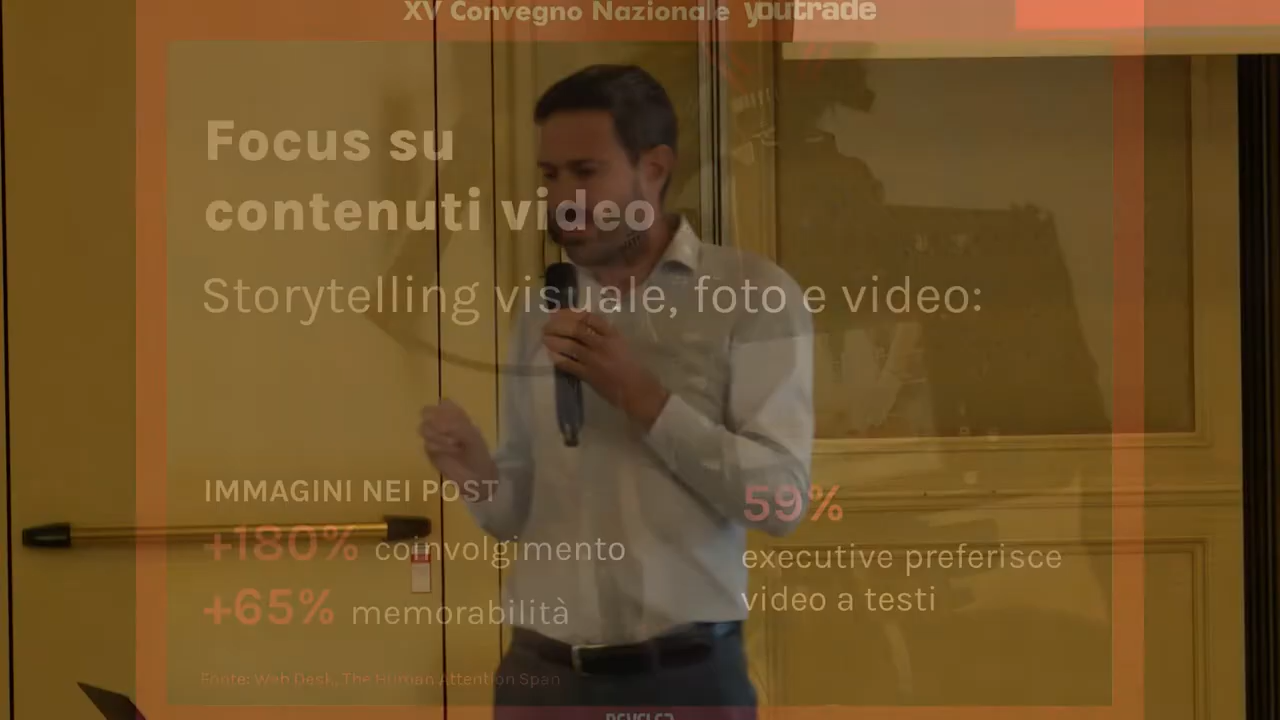 XV Convegno Nazionale youtrade
Focus su
contenuti video
Storytelling visuale, foto e video:
IMMAGINI NEI POST
+180% coinvolgimento
+65% memorabilità
59%
executive preferisce
video a testi
Fonte: Web Desk, The Human Attention Span